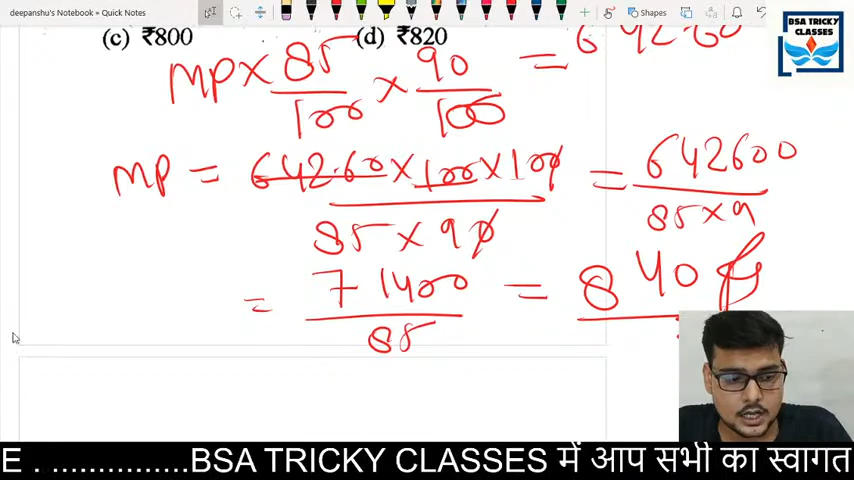 deepanshu's Notebook » Quick Notes
Shapes
BSA TRICKY
CLASSES
(c) ₹800 (d) ₹820
MP × 85/100 × 90/100 = 642.60
MP = 642.60 × 100 × 100 / 85 × 90 = 642600 / 85 × 9
= 71400 / 85 = 840
E . ...............BSA TRICKY CLASSES में आप सभी का स्वागत